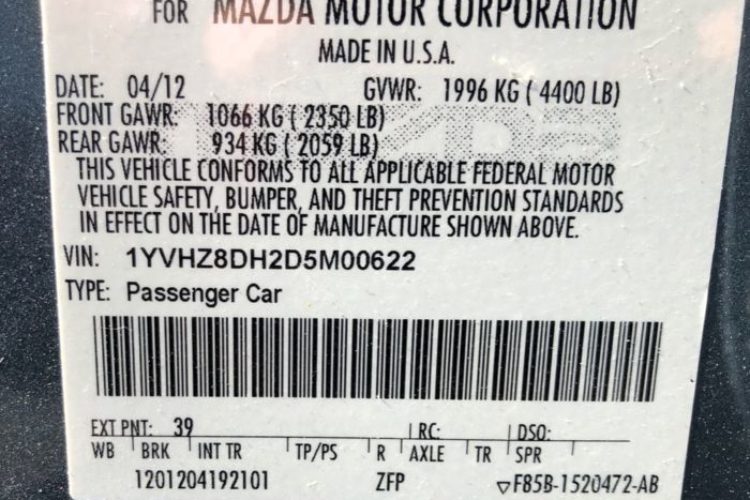 FOR MAZDA MOTOR CORPORATION
MADE IN U.S.A.
DATE: 04/12 GVWR: 1996 KG ( 4400 LB)
FRONT GAWR: 1066 KG ( 2350 LB)
REAR GAWR: 934 KG ( 2059 LB)
THIS VEHICLE CONFORMS TO ALL APPLICABLE FEDERAL MOTOR
VEHICLE SAFETY, BUMPER, AND THEFT PREVENTION STANDARDS
IN EFFECT ON THE DATE OF MANUFACTURE SHOWN ABOVE.
VIN: 1YVHZ8DH2D5M00622
TYPE: Passenger Car
EXT PNT: 39 RC: DSO:
WB BRK INT TR TP/PS R AXLE TR SPR
1201204192101 ZFP ▽F85B-1520472-AB